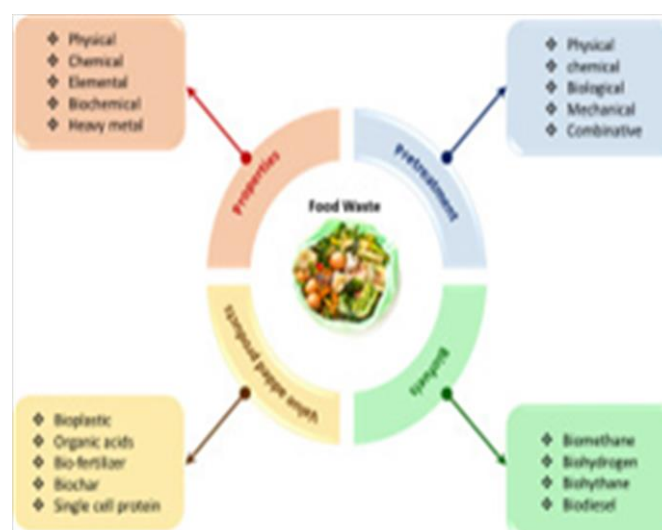 ❖ Physical
❖ Chemical
❖ Elemental
❖ Biochemical
❖ Heavy metal
❖ Physical
❖ chemical
❖ Biological
❖ Mechanical
❖ Combinative
Properties
Pretreatment
Food Waste
Value added products
Biofuels
❖ Bioplastic
❖ Organic acids
❖ Bio-fertilizer
❖ Biochar
❖ Single cell protein
❖ Biomethane
❖ Biohydrogen
❖ Biohythane
❖ Biodiesel